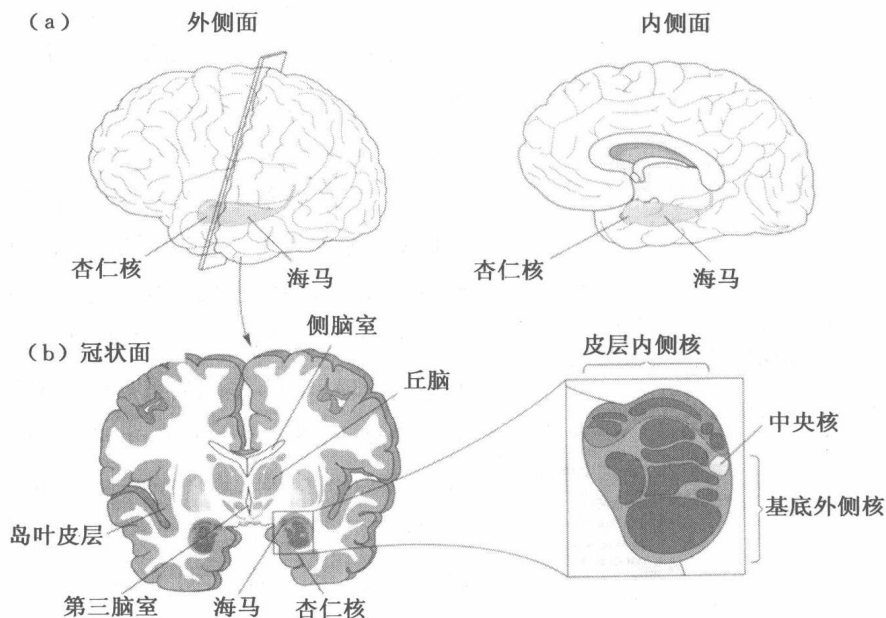 (a)
外侧面
内侧面
杏仁核
海马
杏仁核
海马
(b)冠状面
侧脑室
丘脑
岛叶皮层
第三脑室
海马
杏仁核
皮层内侧核
中央核
基底外侧核